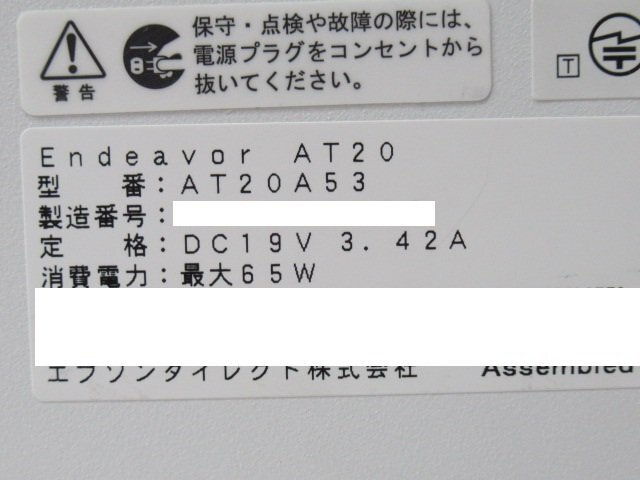 保守・点検や故障の際には、
電源プラグをコンセントから
抜いてください。
警告
T
Endeavor AT20
型　　番：AT20A53
製造番号：
定　　格：DC19V 3.42A
消費電力：最大65W
エプソンダイレクト株式会社 Assembled